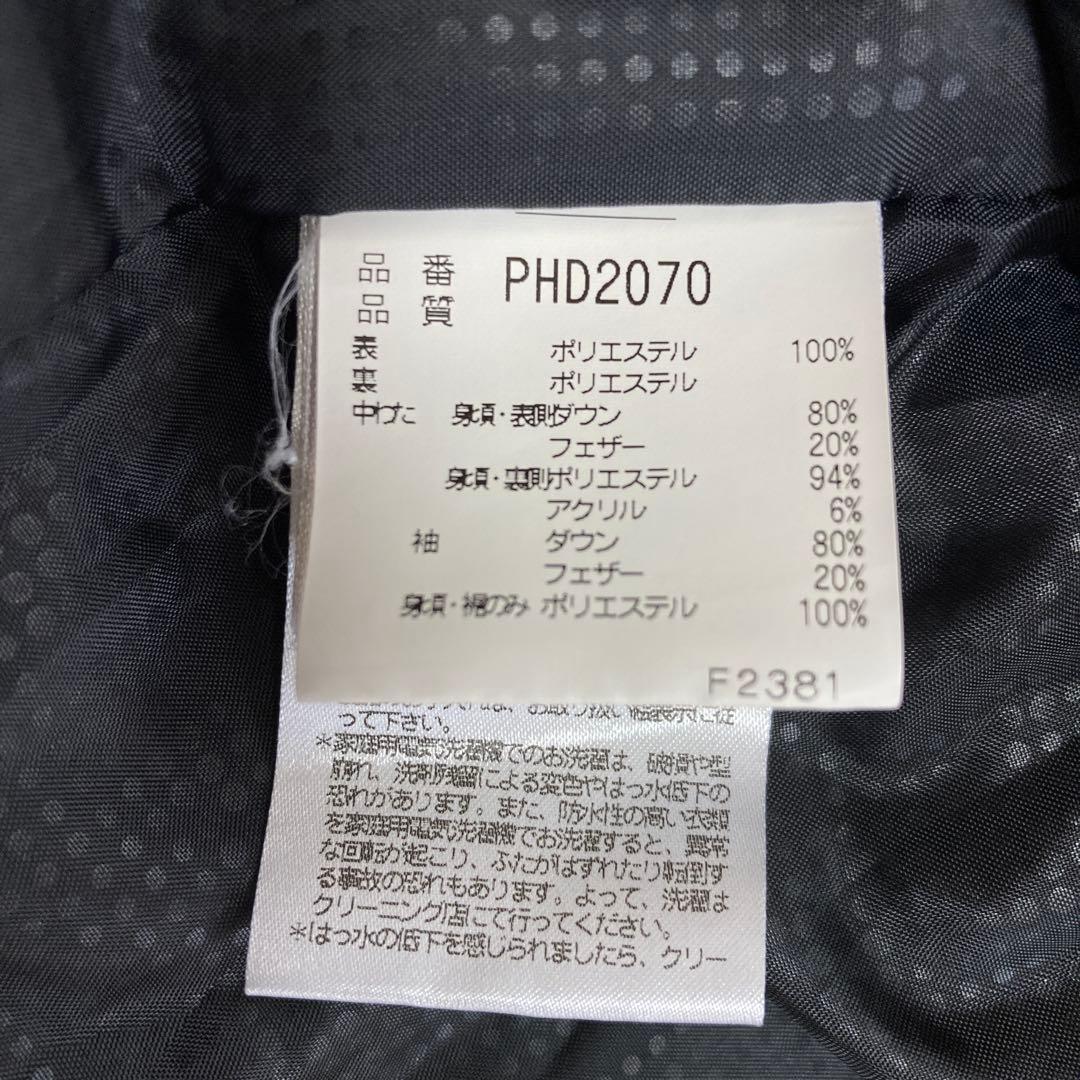 品 番 PHD2070
品 質
表 ポリエステル 100%
裏 ポリエステル
中わた 身頃・表側ダウン 80%
フェザー 20%
身頃・裏側ポリエステル 94%
アクリル 6%
袖 ダウン 80%
フェザー 20%
身頃・裾のみ ポリエステル 100%
F2381
お取り扱い絵表示に従
って下さい。
*家庭用電気洗濯機でのお洗濯は、破損や型
崩れ、洗剤残留による変色やはっ水低下の
恐れがあります。また、防水性の高い衣類
を家庭用電気洗濯機でお洗濯すると、異常
な回転が起こり、ふたがはずれたり転倒す
る事故の恐れもあります。よって、洗濯は
クリーニング店にて行ってください。
*はっ水の低下を感じられましたら、クリー